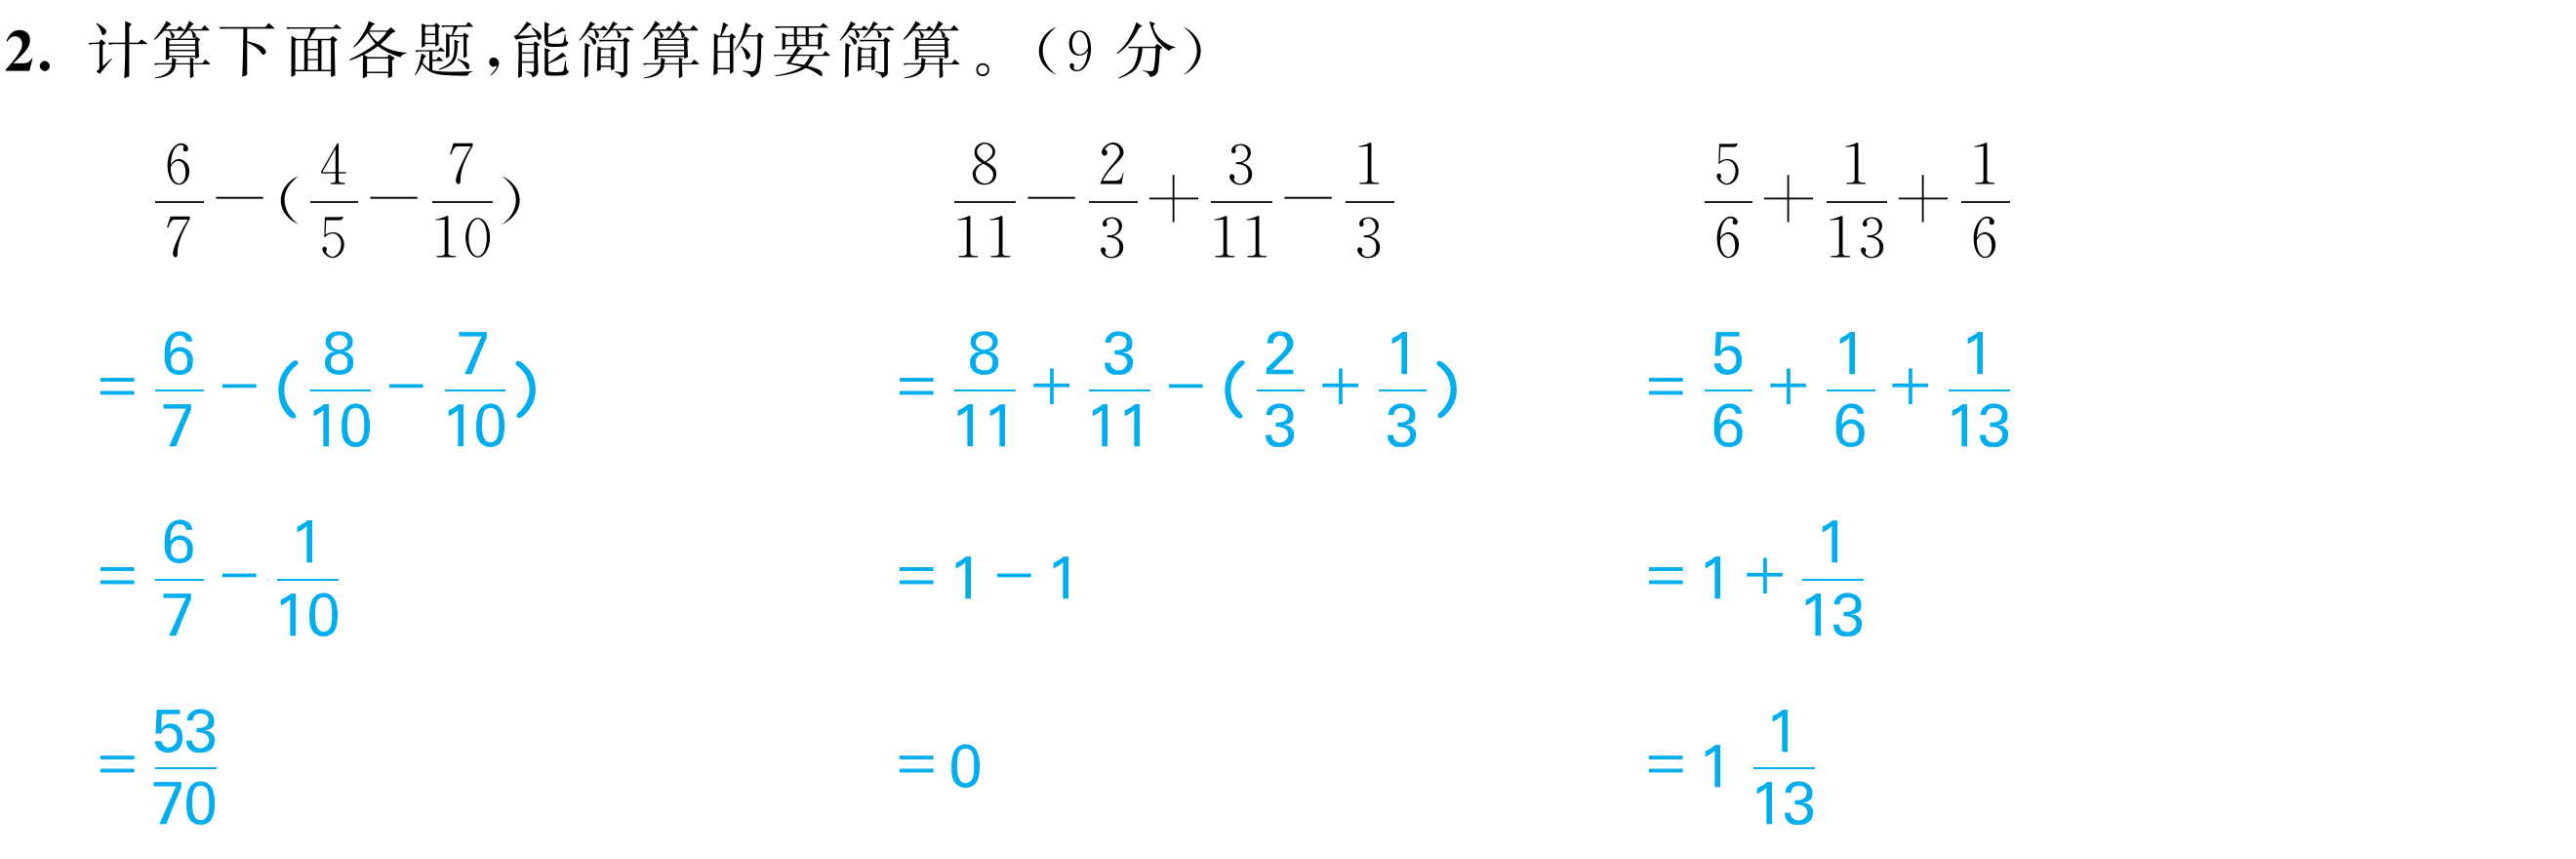 2. 计算下面各题,能简算的要简算。(9 分)
6/7-(4/5-7/10) 8/11-2/3+3/11-1/3 5/6+1/13+1/6
=6/7-(8/10-7/10) =8/11+3/11-(2/3+1/3) =5/6+1/6+1/13
=6/7-1/10 =1-1 =1+1/13
=53/70 =0 =1 1/13